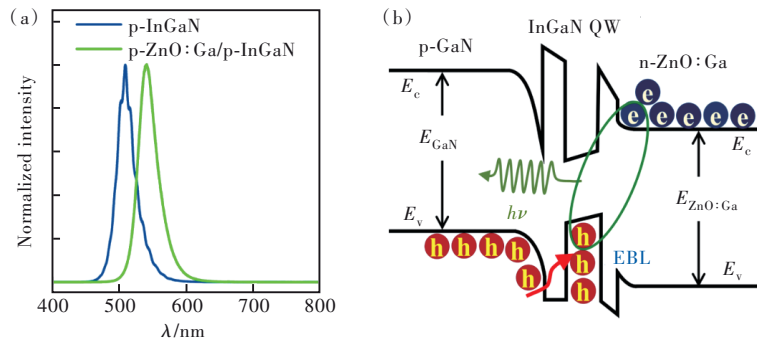 (a)
p-InGaN
p-ZnO∶Ga/p-InGaN
Normalized intensity
400 500 600 700 800
λ/nm
(b)
InGaN QW
p-GaN
n-ZnO∶Ga
e
e e e e e
Ec
Ec
EGaN
EZnO∶Ga
hν
Ev
h h h h h
h
h
h
EBL
Ev